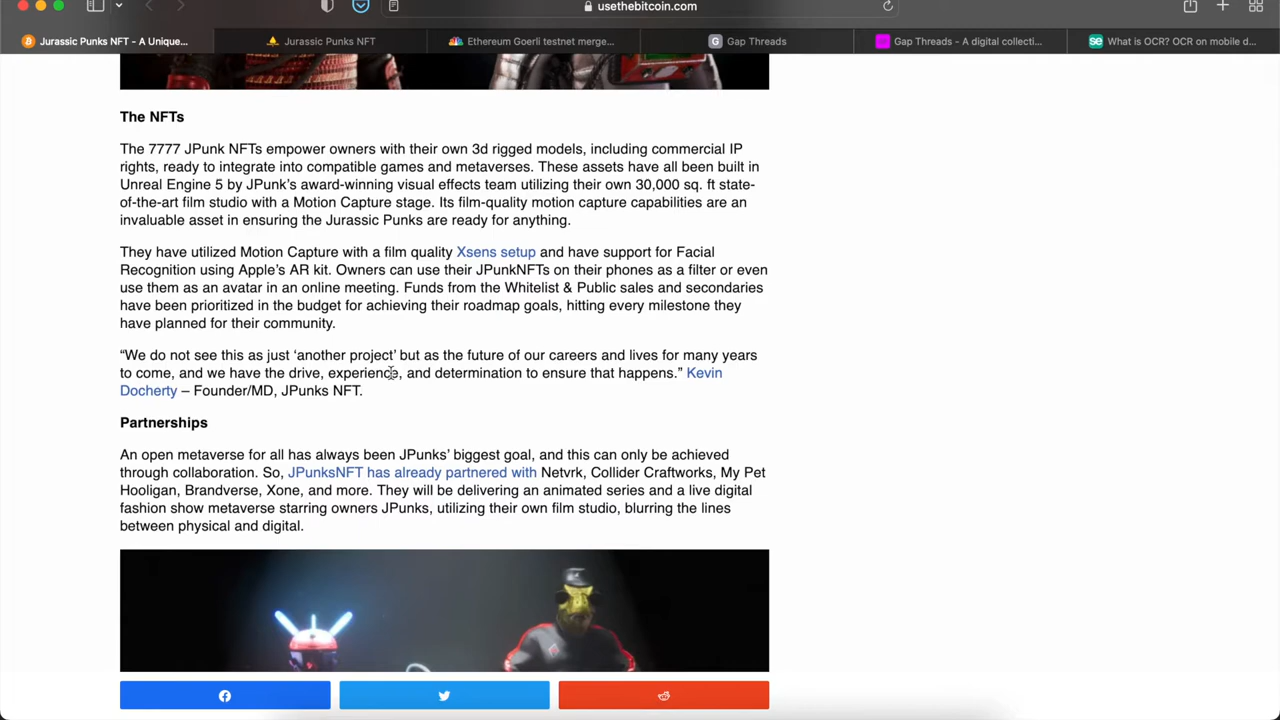 usethebitcoin.com
Jurassic Punks NFT - A Unique...
Jurassic Punks NFT
Ethereum Goerli testnet merge...
G Gap Threads
Gap Threads - A digital collecti...
se What is OCR? OCR on mobile d...
The NFTs
The 7777 JPunk NFTs empower owners with their own 3d rigged models, including commercial IP
rights, ready to integrate into compatible games and metaverses. These assets have all been built in
Unreal Engine 5 by JPunk’s award-winning visual effects team utilizing their own 30,000 sq. ft state-
of-the-art film studio with a Motion Capture stage. Its film-quality motion capture capabilities are an
invaluable asset in ensuring the Jurassic Punks are ready for anything.
They have utilized Motion Capture with a film quality Xsens setup and have support for Facial
Recognition using Apple’s AR kit. Owners can use their JPunkNFTs on their phones as a filter or even
use them as an avatar in an online meeting. Funds from the Whitelist & Public sales and secondaries
have been prioritized in the budget for achieving their roadmap goals, hitting every milestone they
have planned for their community.
“We do not see this as just ‘another project’ but as the future of our careers and lives for many years
to come, and we have the drive, experience, and determination to ensure that happens.” Kevin
Docherty – Founder/MD, JPunks NFT.
Partnerships
An open metaverse for all has always been JPunks’ biggest goal, and this can only be achieved
through collaboration. So, JPunksNFT has already partnered with Netvrk, Collider Craftworks, My Pet
Hooligan, Brandverse, Xone, and more. They will be delivering an animated series and a live digital
fashion show metaverse starring owners JPunks, utilizing their own film studio, blurring the lines
between physical and digital.